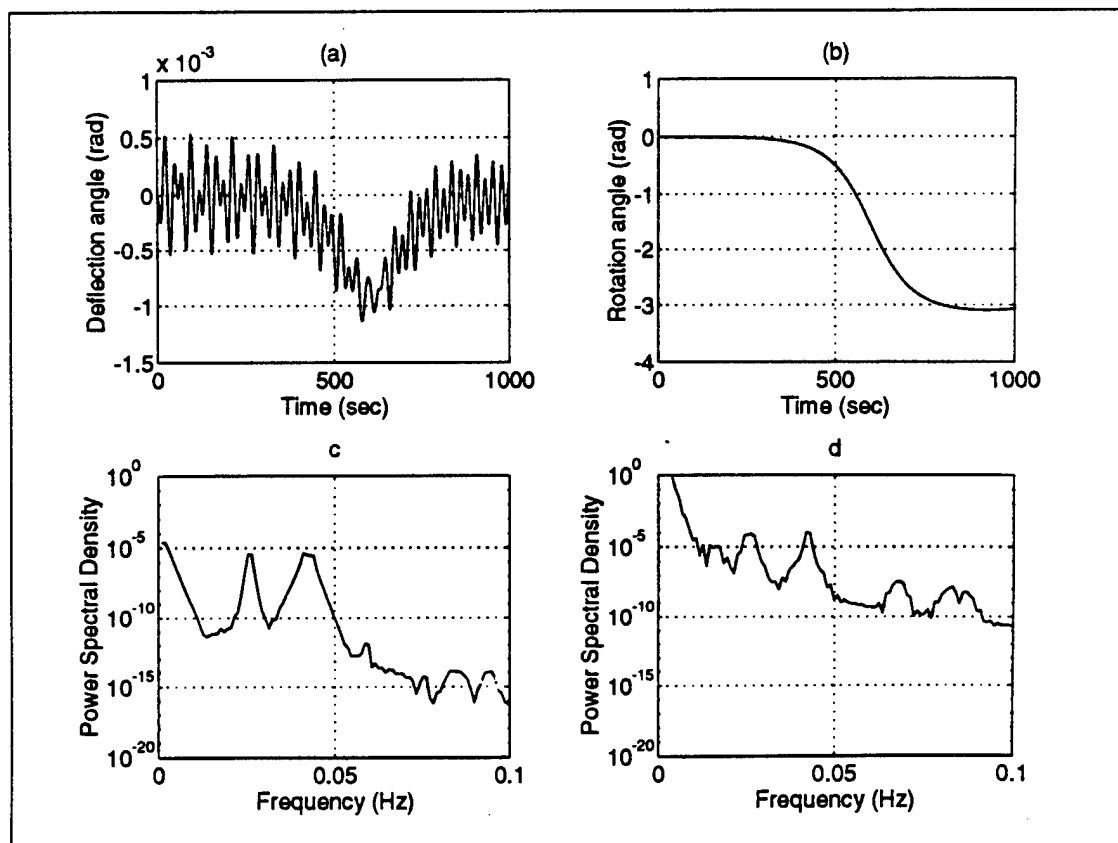 (a)
x 10^-3
1
0.5
0
-0.5
-1
-1.5
Deflection angle (rad)
0
500
1000
Time (sec)
(b)
1
0
-1
-2
-3
-4
Rotation angle (rad)
0
500
1000
Time (sec)
c
10^0
10^-5
10^-10
10^-15
10^-20
Power Spectral Density
0
0.05
0.1
Frequency (Hz)
d
10^0
10^-5
10^-10
10^-15
10^-20
Power Spectral Density
0
0.05
0.1
Frequency (Hz)